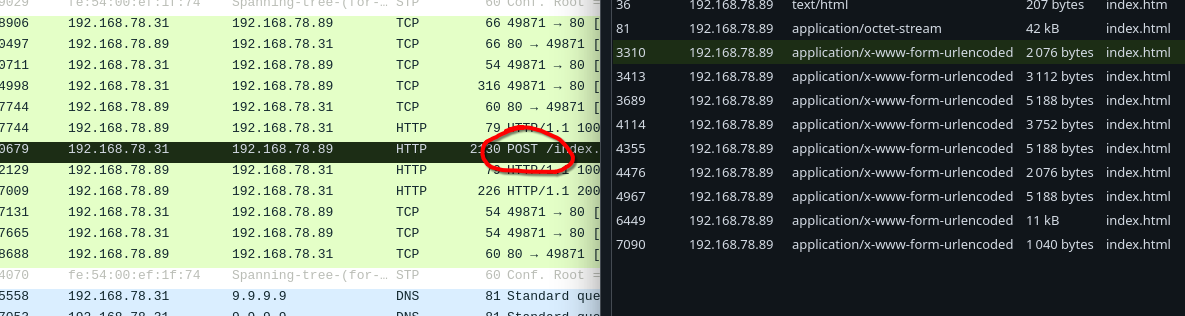 9029 fe:54:00:ef:1f:74 Spanning-tree-(for-… STP 60 Conf. Root =
8906 192.168.78.31 192.168.78.89 TCP 66 49871 → 80 [
0497 192.168.78.89 192.168.78.31 TCP 66 80 → 49871 [
0711 192.168.78.31 192.168.78.89 TCP 54 49871 → 80 [
4998 192.168.78.31 192.168.78.89 TCP 316 49871 → 80 [
7744 192.168.78.89 192.168.78.31 TCP 60 80 → 49871 [
7744 192.168.78.89 192.168.78.31 HTTP 79 HTTP/1.1 100
0679 192.168.78.31 192.168.78.89 HTTP 2130 POST /index.
2129 192.168.78.89 192.168.78.31 HTTP 79 HTTP/1.1 100
7009 192.168.78.89 192.168.78.31 HTTP 226 HTTP/1.1 200
7131 192.168.78.31 192.168.78.89 TCP 54 49871 → 80 [
7665 192.168.78.31 192.168.78.89 TCP 54 49871 → 80 [
8688 192.168.78.89 192.168.78.31 TCP 60 80 → 49871 [
4070 fe:54:00:ef:1f:74 Spanning-tree-(for-… STP 60 Conf. Root =
5558 192.168.78.31 9.9.9.9 DNS 81 Standard que
7053 192.168.78.31 9.9.9.9 DNS 81 Standard que
36 192.168.78.89 text/html 207 bytes index.htm
81 192.168.78.89 application/octet-stream 42 kB index.html
3310 192.168.78.89 application/x-www-form-urlencoded 2 076 bytes index.html
3413 192.168.78.89 application/x-www-form-urlencoded 3 112 bytes index.html
3689 192.168.78.89 application/x-www-form-urlencoded 5 188 bytes index.html
4114 192.168.78.89 application/x-www-form-urlencoded 3 752 bytes index.html
4355 192.168.78.89 application/x-www-form-urlencoded 5 188 bytes index.html
4476 192.168.78.89 application/x-www-form-urlencoded 2 076 bytes index.html
4967 192.168.78.89 application/x-www-form-urlencoded 5 188 bytes index.html
6449 192.168.78.89 application/x-www-form-urlencoded 11 kB index.html
7090 192.168.78.89 application/x-www-form-urlencoded 1 040 bytes index.html